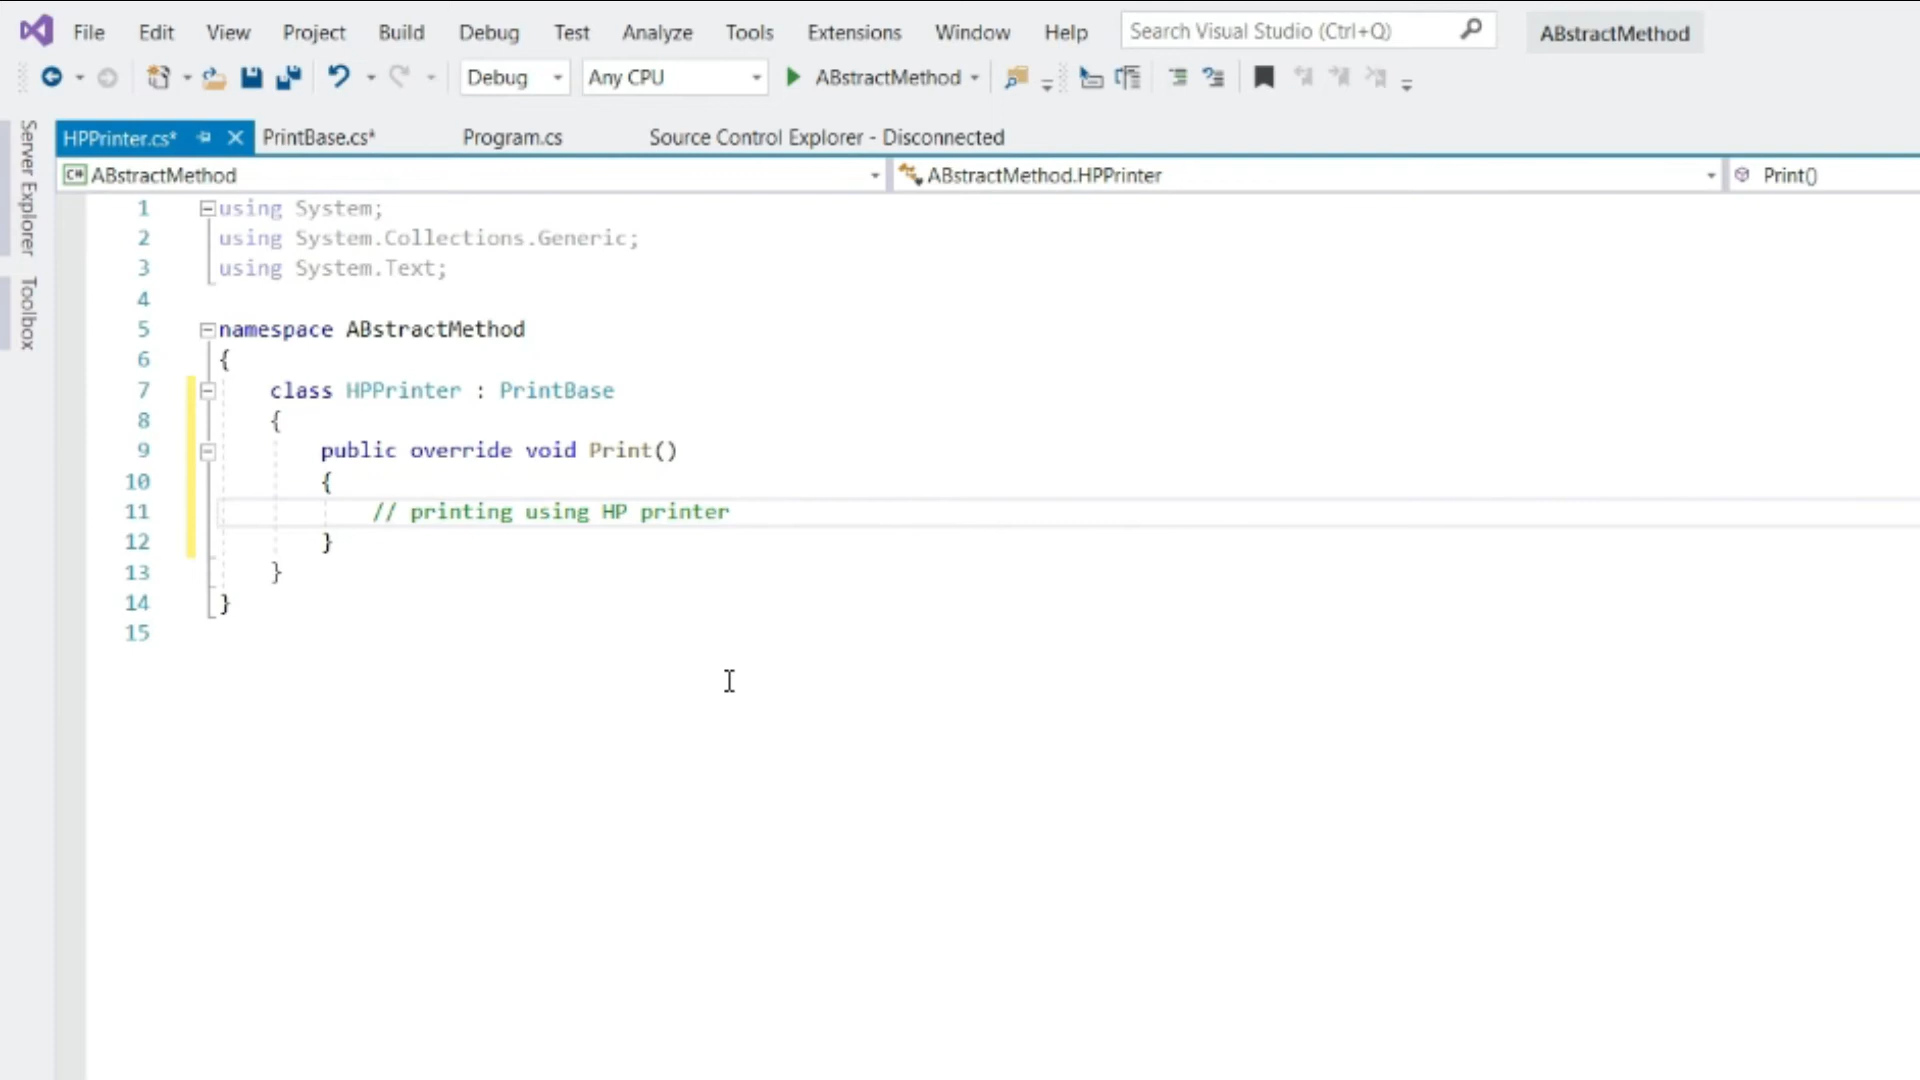 File Edit View Project Build Debug Test Analyze Tools Extensions Window Help Search Visual Studio (Ctrl+Q) ABstractMethod
Debug Any CPU ABstractMethod
HPPrinter.cs* PrintBase.cs* Program.cs Source Control Explorer - Disconnected
C# ABstractMethod ABstractMethod.HPPrinter Print()
Server Explorer
Toolbox
1 using System;
2 using System.Collections.Generic;
3 using System.Text;
4
5 namespace ABstractMethod
6 {
7 class HPPrinter : PrintBase
8 {
9 public override void Print()
10 {
11 // printing using HP printer
12 }
13 }
14 }
15